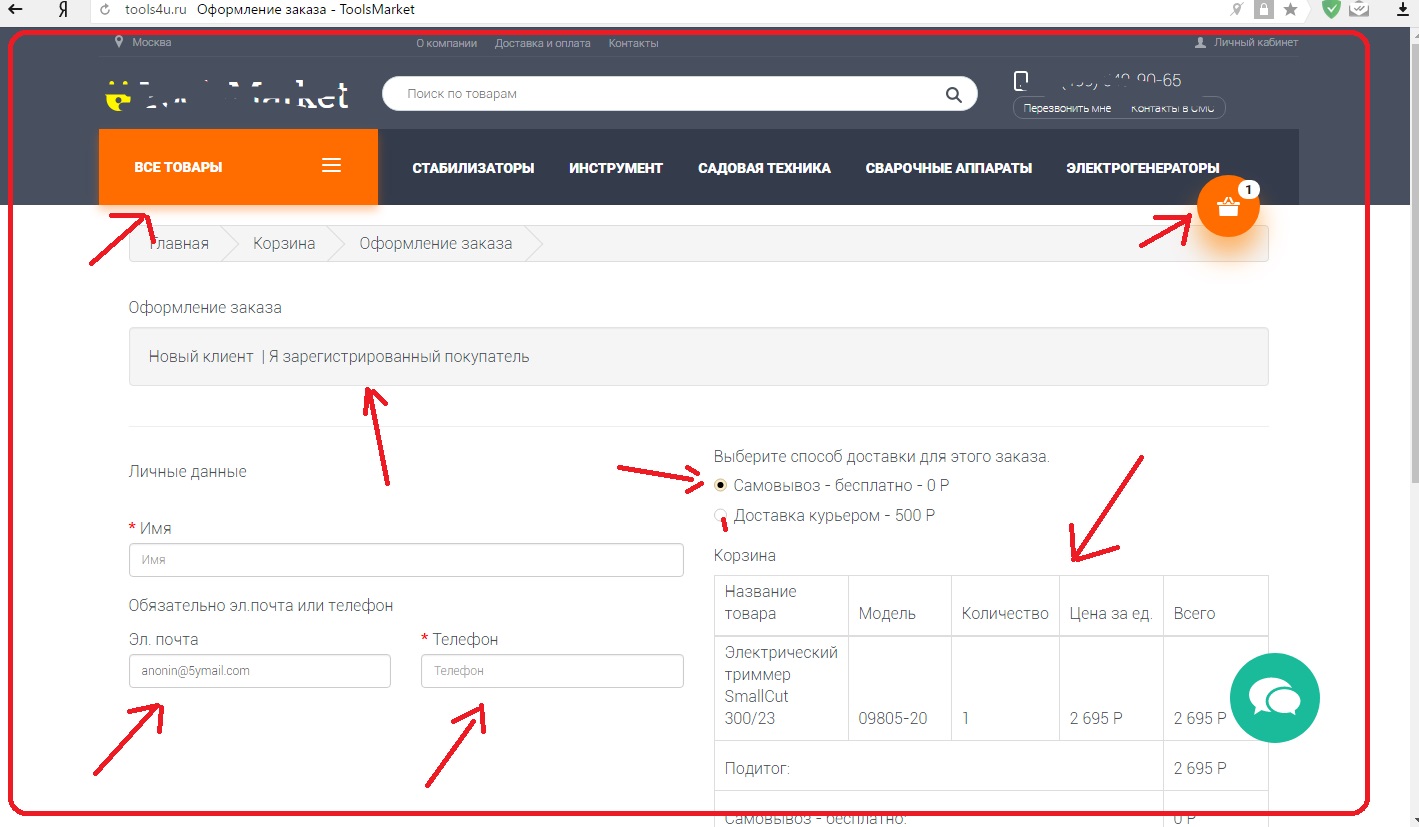 Я tools4u.ru Оформление заказа - ToolsMarket
Москва О компании Доставка и оплата Контакты Личный кабинет
Market
Поиск по товарам
90-65
Перезвонить мне Контакты в СМС
ВСЕ ТОВАРЫ СТАБИЛИЗАТОРЫ ИНСТРУМЕНТ САДОВАЯ ТЕХНИКА СВАРОЧНЫЕ АППАРАТЫ ЭЛЕКТРОГЕНЕРАТОРЫ
1
Главная Корзина Оформление заказа
Оформление заказа
Новый клиент | Я зарегистрированный покупатель
Личные данные
* Имя
Имя
Обязательно эл.почта или телефон
Эл. почта * Телефон
anonin@5ymail.com Телефон
Выберите способ доставки для этого заказа.
Самовывоз - бесплатно - 0 Р
Доставка курьером - 500 Р
Корзина
Название товара Модель Количество Цена за ед. Всего
Электрический
триммер
SmallCut
300/23 09805-20 1 2 695 Р 2 695 Р
Подитог: 2 695 Р
Самовывоз - бесплатно: 0 Р